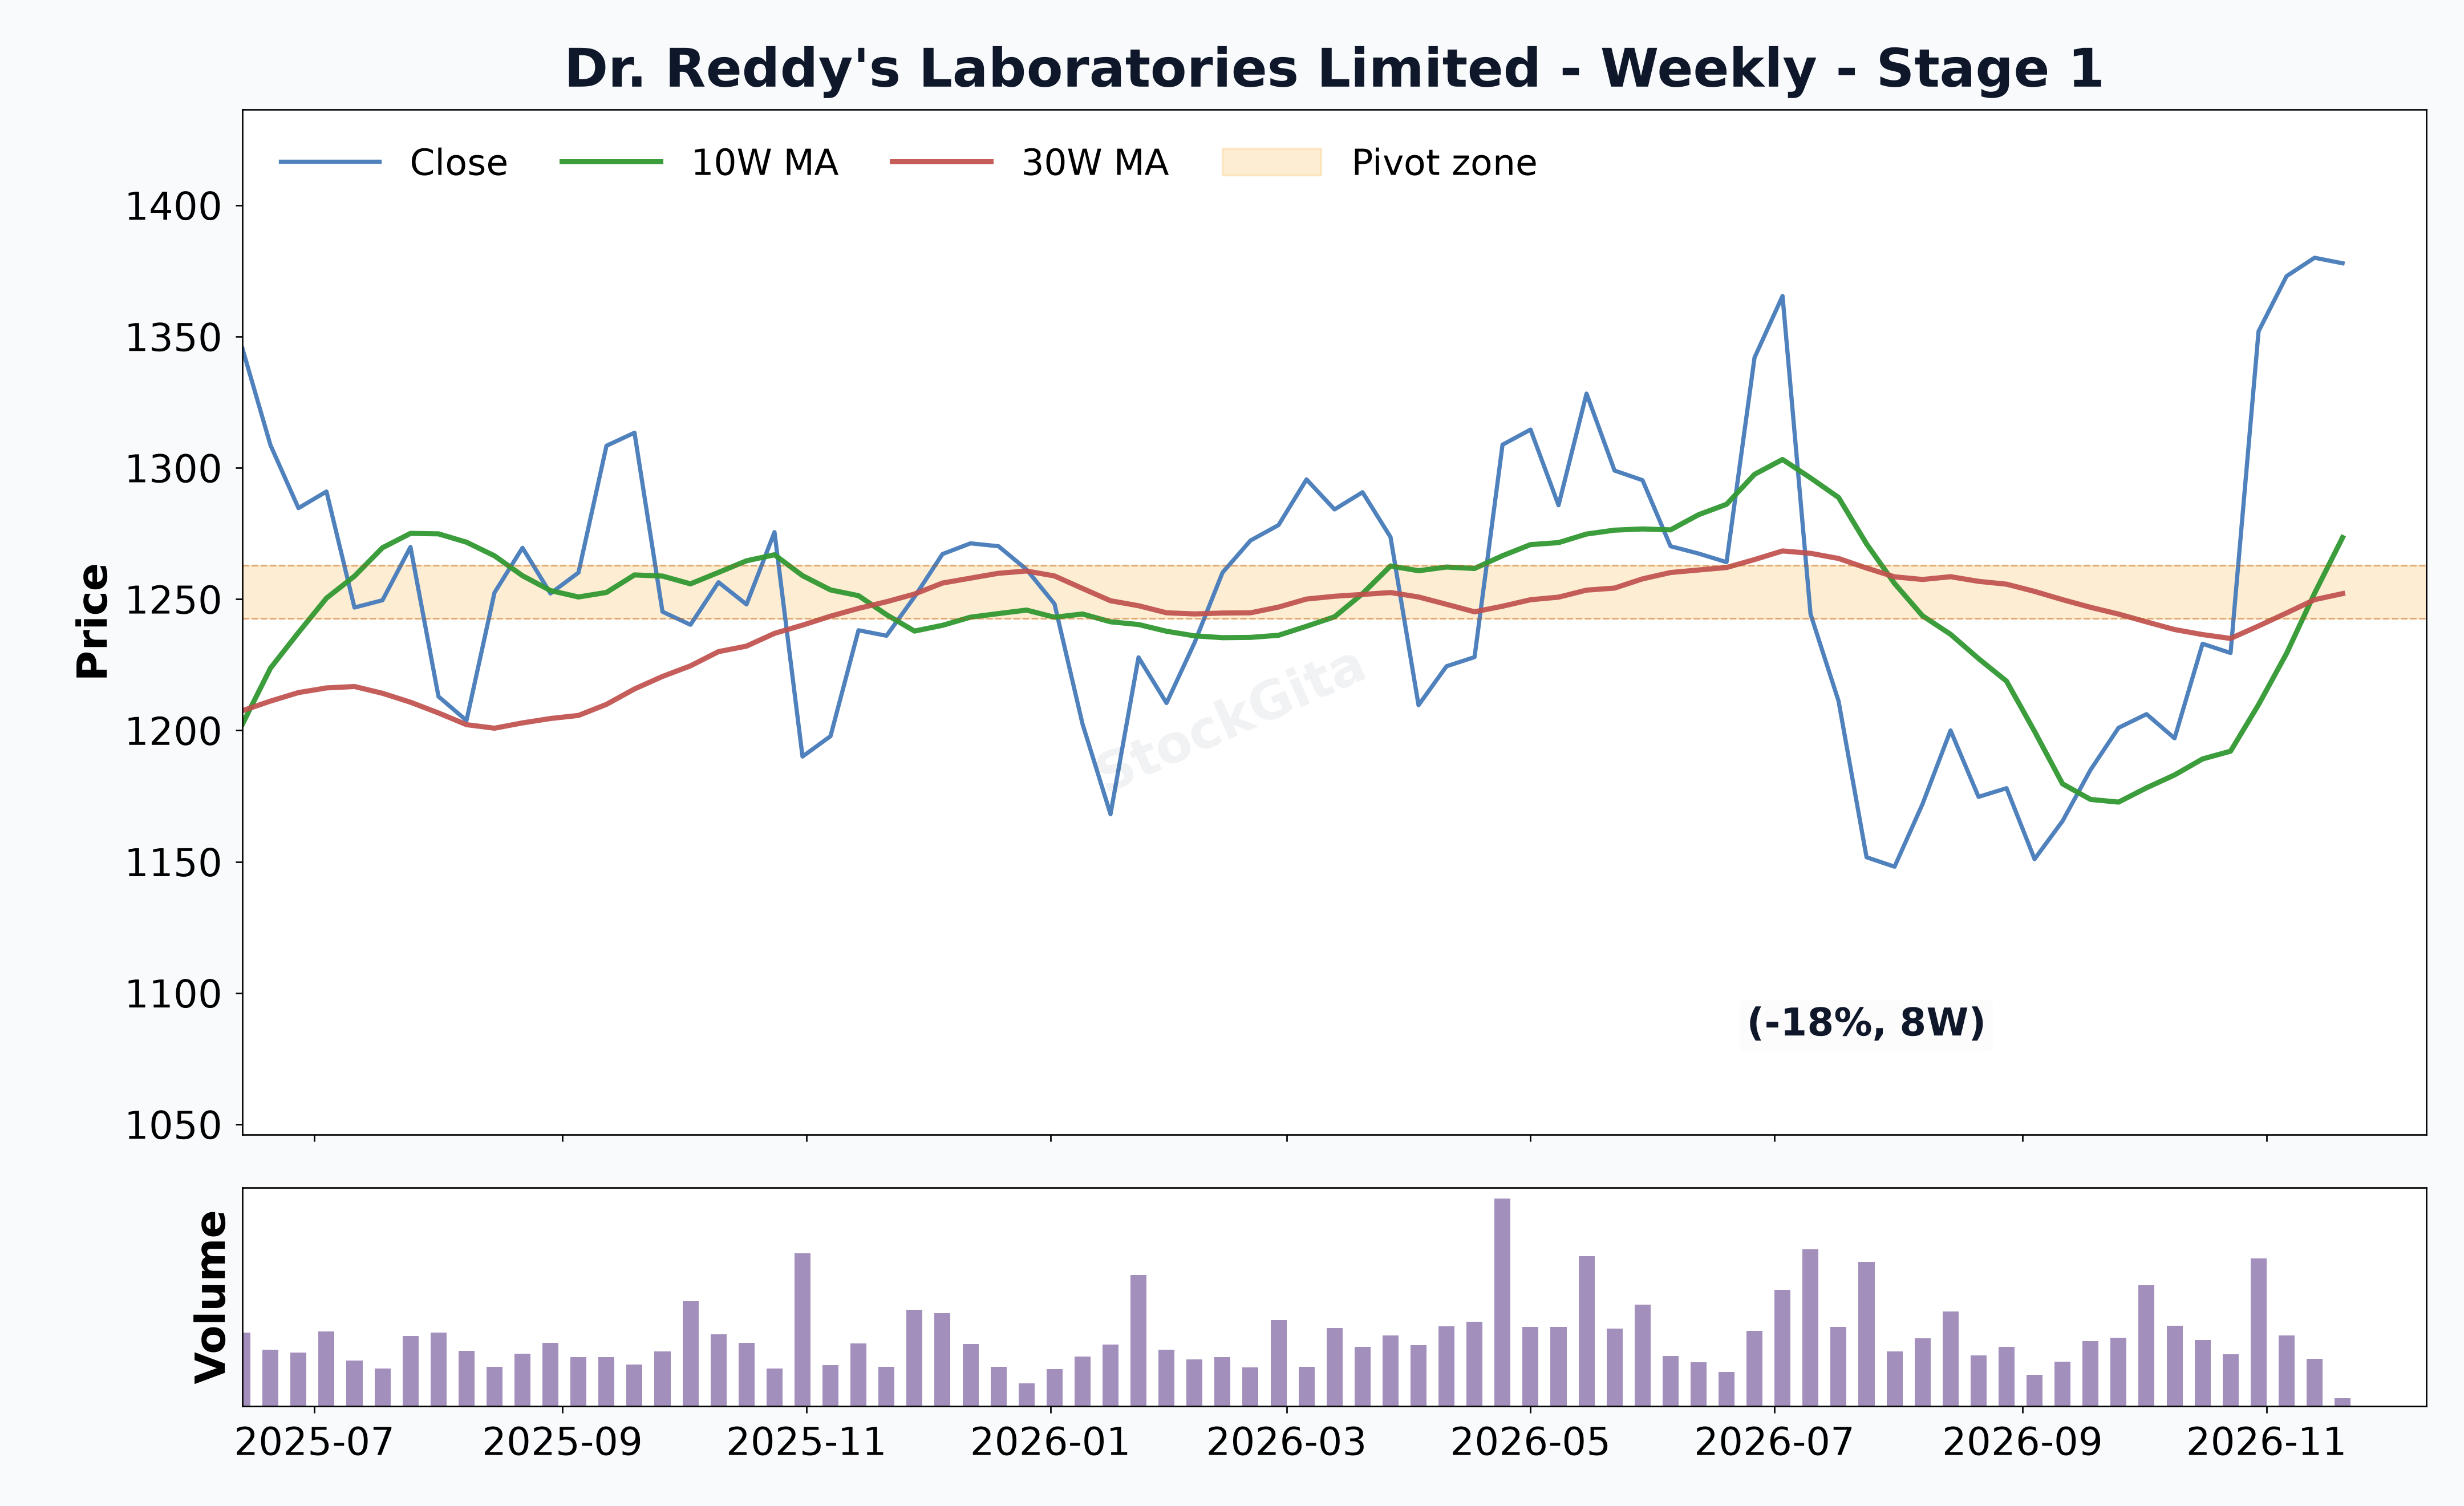 Dr. Reddy's Laboratories Limited - Weekly - Stage 1
Close 10W MA 30W MA Pivot zone
Price
1400
1350
1300
1250
1200
1150
1100
1050
StockGita
(-18%, 8W)
Volume
2025-07 2025-09 2025-11 2026-01 2026-03 2026-05 2026-07 2026-09 2026-11